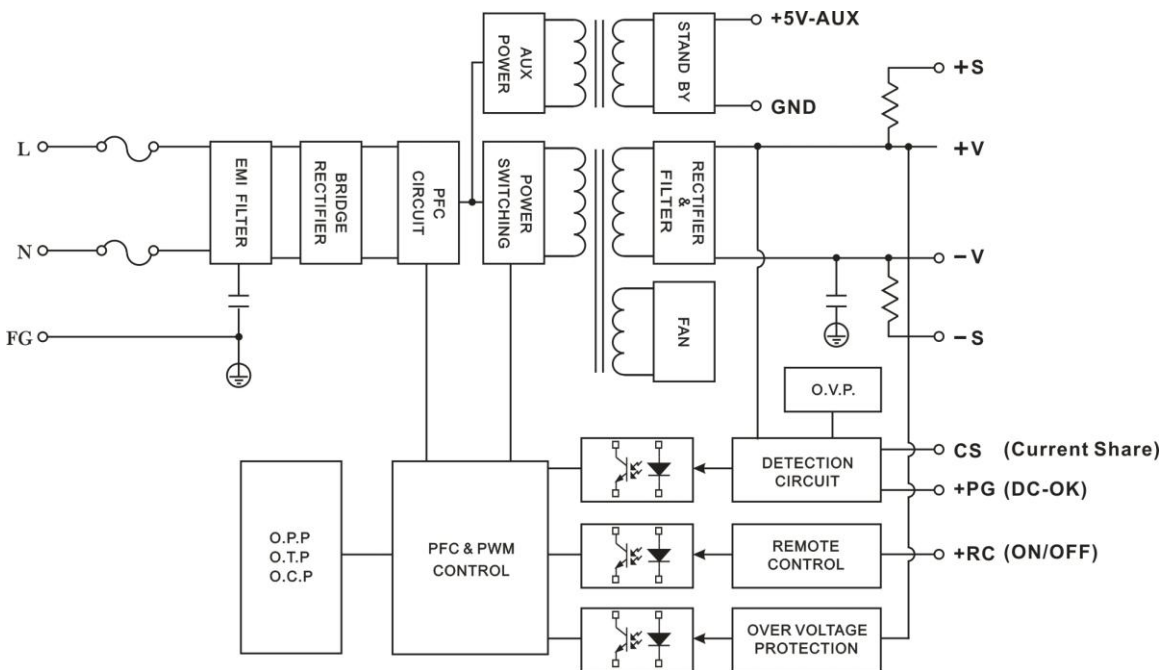 AUX
POWER
STAND BY
+5V-AUX
GND
+S
L
N
FG
EMI FILTER
BRIDGE
RECTIFIER
PFC
CIRCUIT
POWER
SWITCHING
RECTIFIER
&
FILTER
+V
-V
-S
FAN
O.V.P.
O.P.P
O.T.P
O.C.P
PFC & PWM
CONTROL
DETECTION
CIRCUIT
CS (Current Share)
+PG (DC-OK)
REMOTE
CONTROL
+RC (ON/OFF)
OVER VOLTAGE
PROTECTION